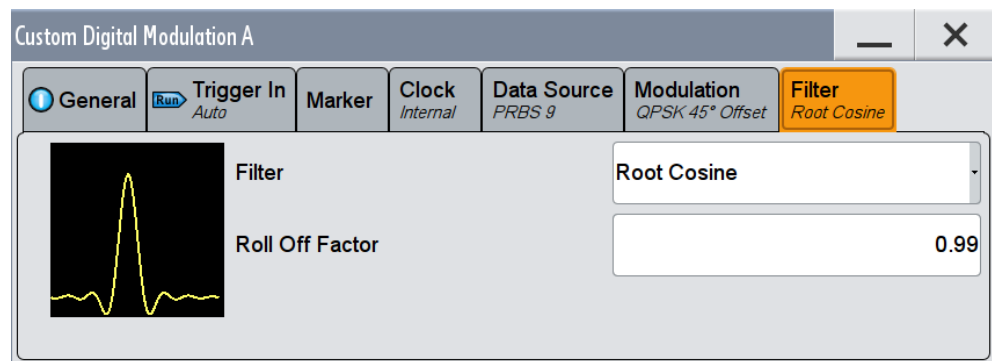 Custom Digital Modulation A
General
Run Trigger In
Auto
Marker
Clock
Internal
Data Source
PRBS 9
Modulation
QPSK 45° Offset
Filter
Root Cosine
Filter Root Cosine
Roll Off Factor 0.99